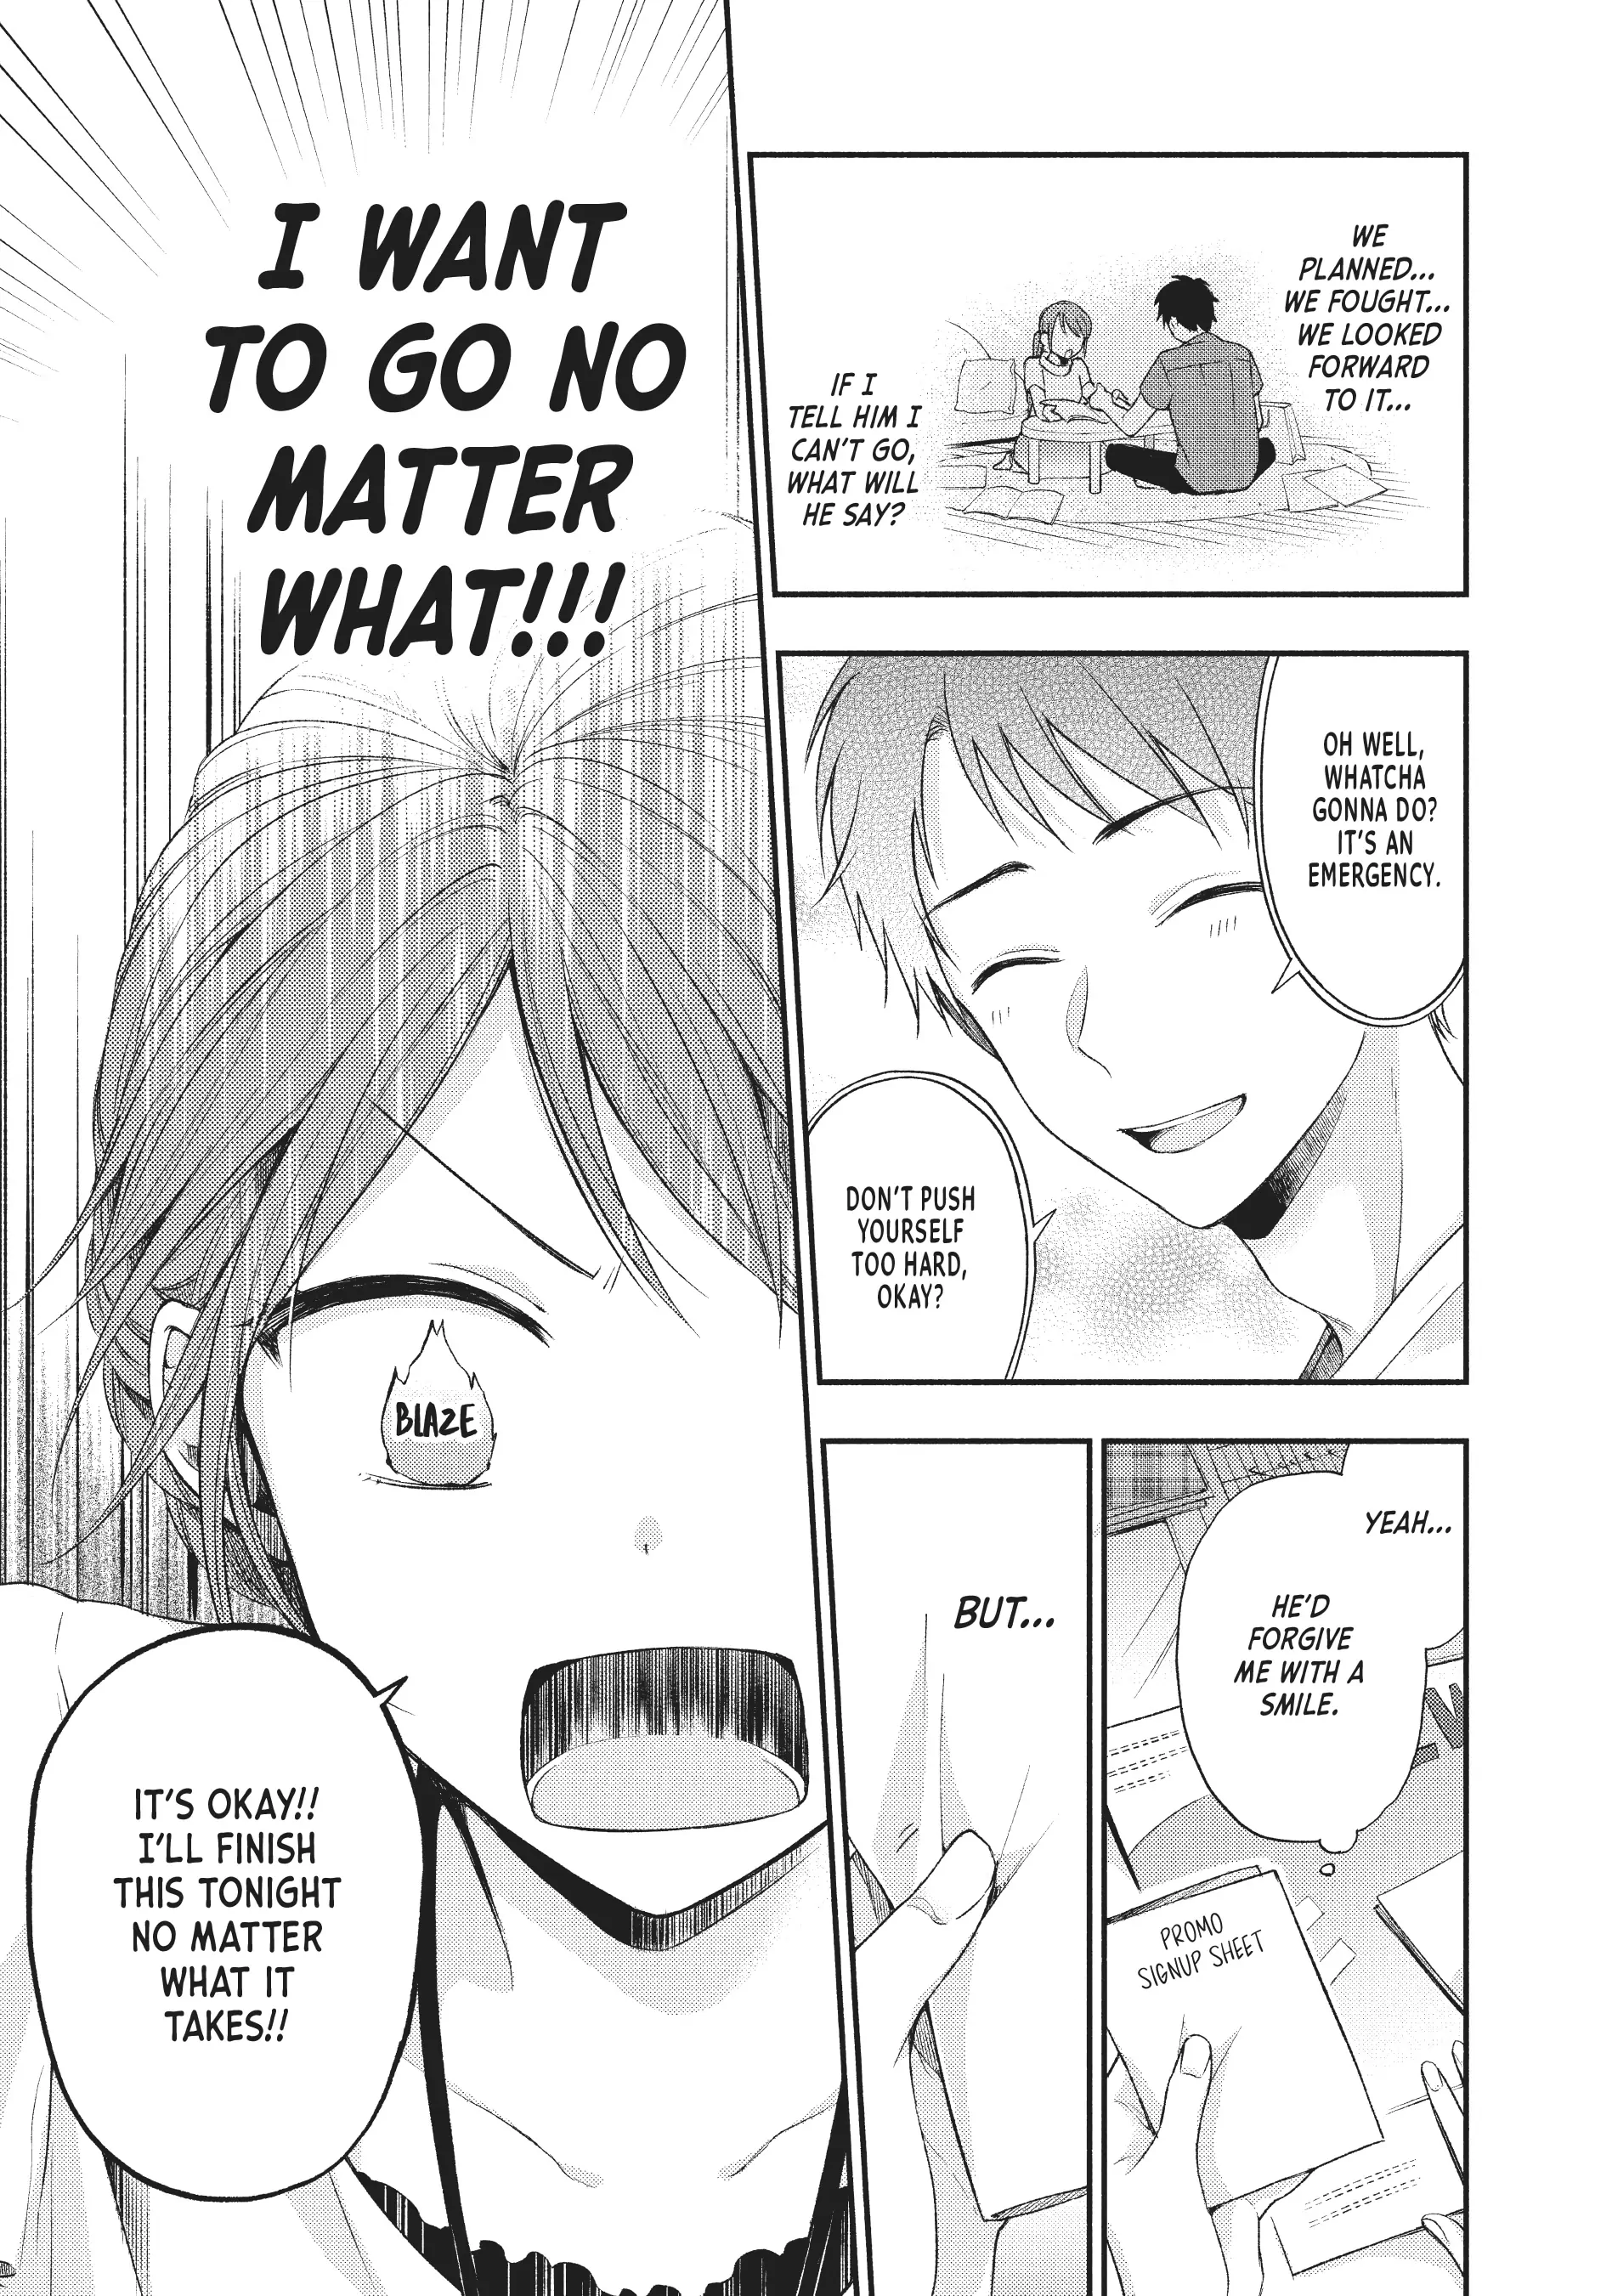 WE
PLANNED...
WE FOUGHT...
WE LOOKED
FORWARD
TO IT...
IF I
TELL HIM I
CAN'T GO,
WHAT WILL
HE SAY?
OH WELL,
WHATCHA
GONNA DO?
IT'S AN
EMERGENCY.
DON'T PUSH
YOURSELF
TOO HARD,
OKAY?
YEAH...
HE'D
FORGIVE
ME WITH A
SMILE.
PROMO
SIGNUP SHEET
BUT...
I WANT
TO GO NO
MATTER
WHAT!!!
BLAZE
IT'S OKAY!!
I'LL FINISH
THIS TONIGHT
NO MATTER
WHAT IT
TAKES!!